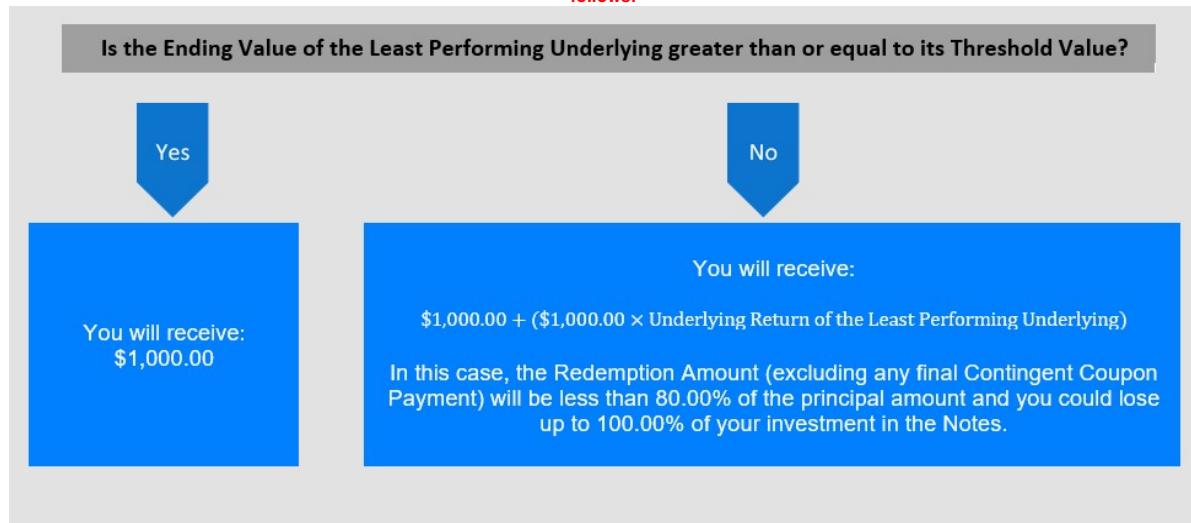 follows:
Is the Ending Value of the Least Performing Underlying greater than or equal to its Threshold Value?
Yes
No
You will receive:
$1,000.00
You will receive:
$1,000.00 + ($1,000.00 × Underlying Return of the Least Performing Underlying)
In this case, the Redemption Amount (excluding any final Contingent Coupon
Payment) will be less than 80.00% of the principal amount and you could lose
up to 100.00% of your investment in the Notes.